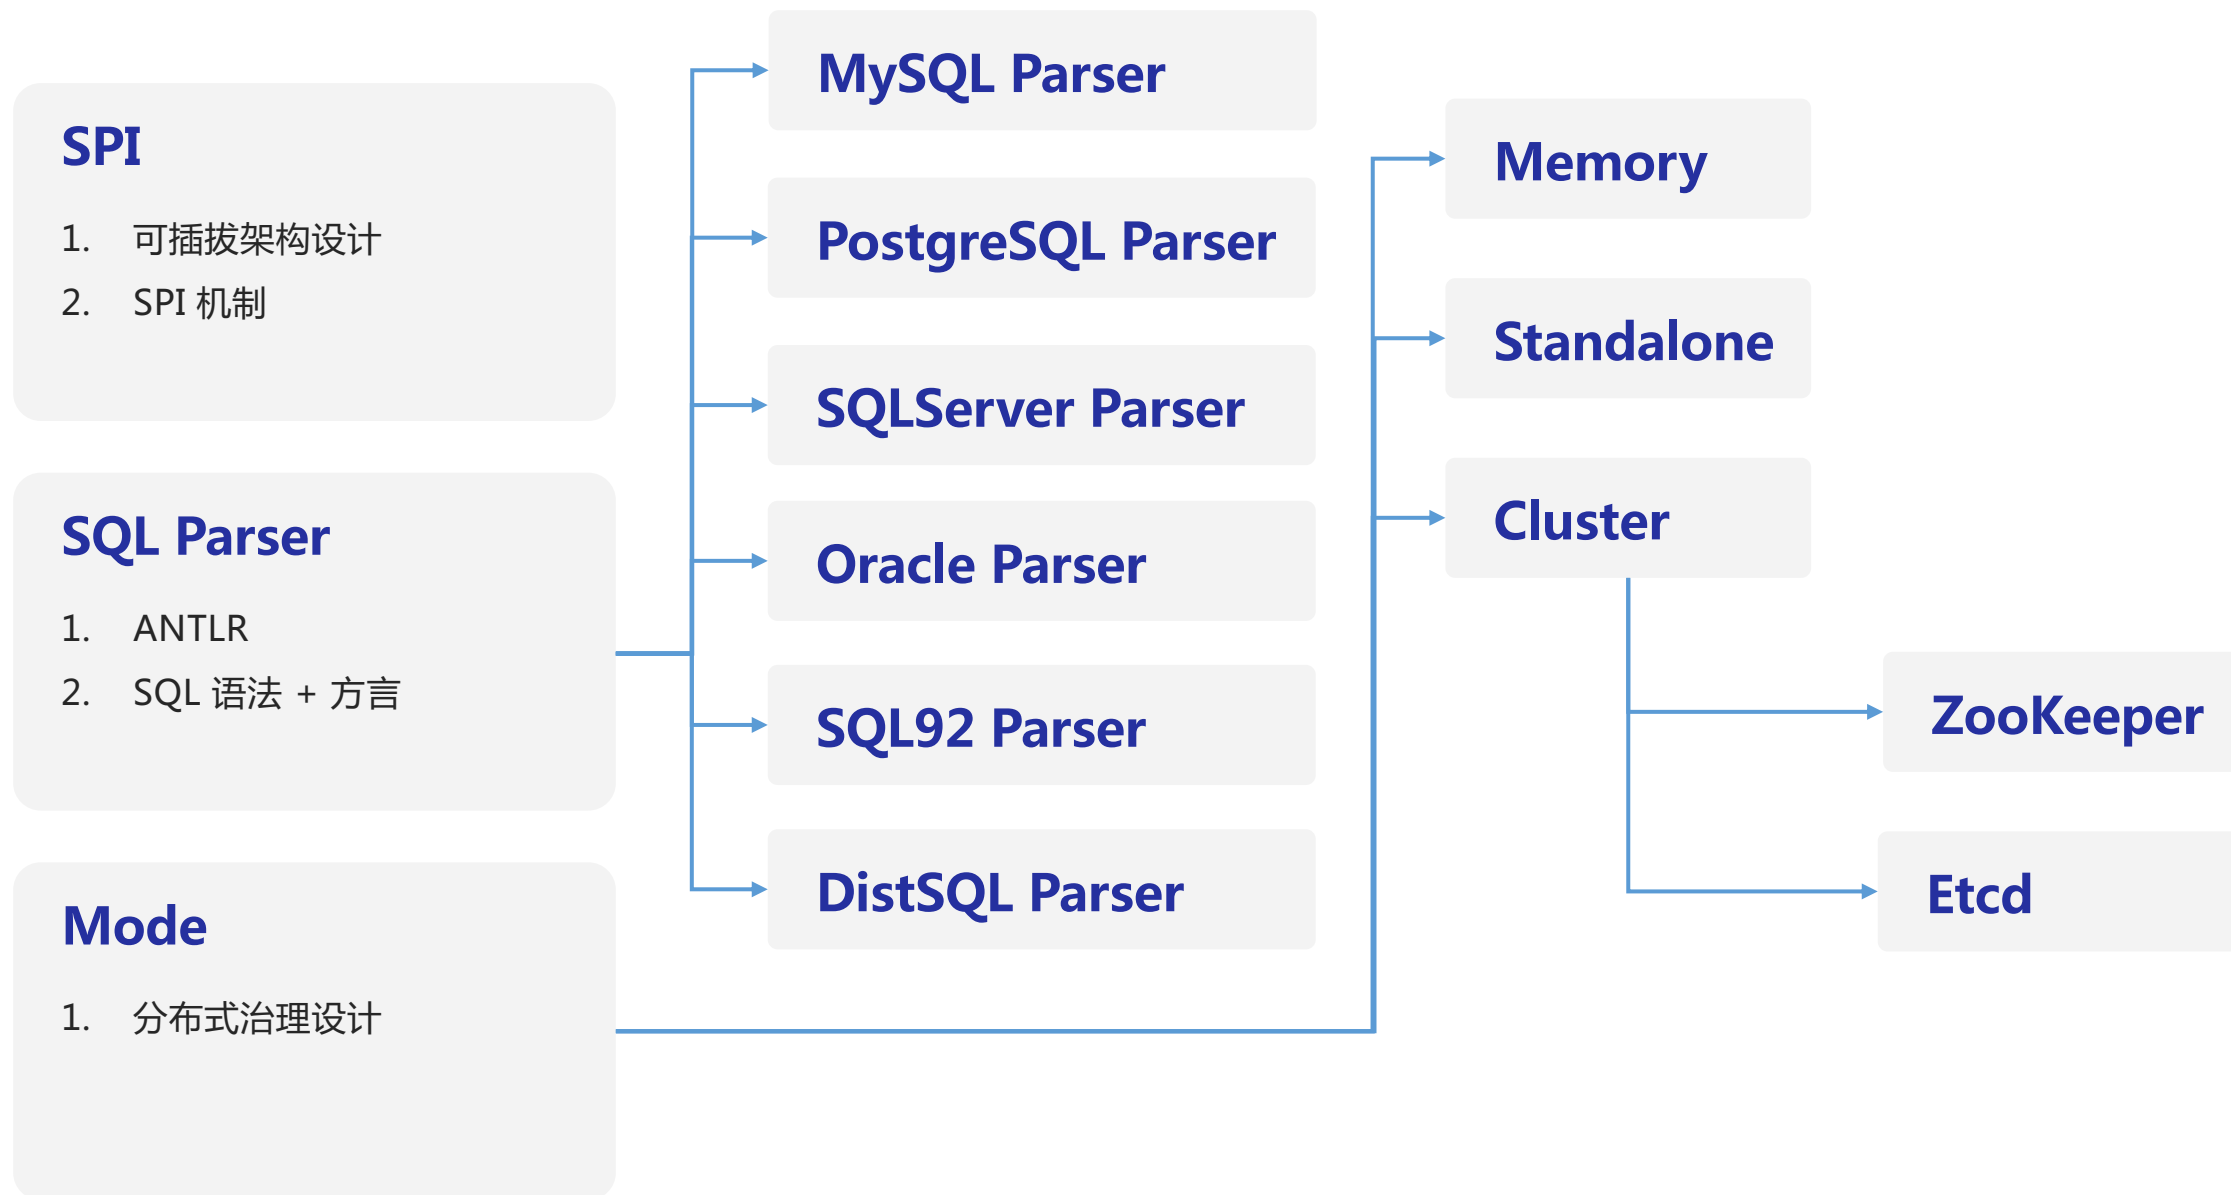 SPI
1. 可插拔架构设计
2. SPI 机制
SQL Parser
1. ANTLR
2. SQL 语法 + 方言
Mode
1. 分布式治理设计
MySQL Parser
PostgreSQL Parser
SQLServer Parser
Oracle Parser
SQL92 Parser
DistSQL Parser
Memory
Standalone
Cluster
ZooKeeper
Etcd